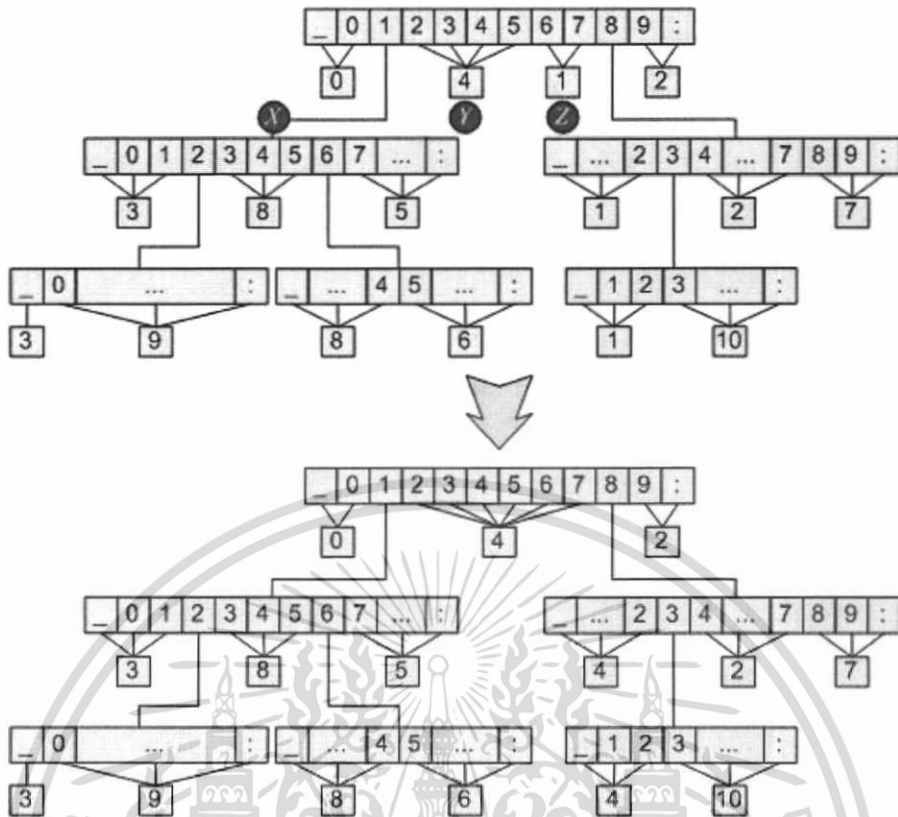 _ 0 1 2 3 4 5 6 7 8 9 :
0 4 1 2
X Y Z
_ 0 1 2 3 4 5 6 7 ... : _ ... 2 3 4 ... 7 8 9 :
3 8 5 1 2 7
_ 0 ... : _ ... 4 5 ... : _ 1 2 3 ... :
3 9 8 6 1 10
_ 0 1 2 3 4 5 6 7 8 9 :
0 4 2
_ 0 1 2 3 4 5 6 7 ... : _ ... 2 3 4 ... 7 8 9 :
3 8 5 4 2 7
_ 0 ... : _ ... 4 5 ... : _ 1 2 3 ... :
3 9 8 6 4 10